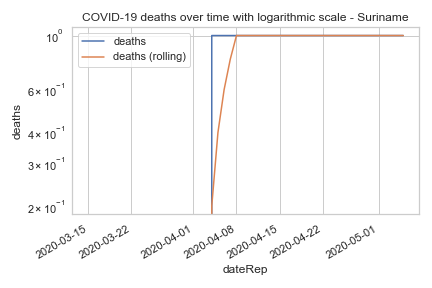 COVID-19 deaths over time with logarithmic scale - Suriname
deaths
deaths (rolling)
10⁰
6 × 10⁻¹
4 × 10⁻¹
3 × 10⁻¹
2 × 10⁻¹
deaths
2020-03-15
2020-03-22
2020-04-01
2020-04-08
2020-04-15
2020-04-22
2020-05-01
dateRep